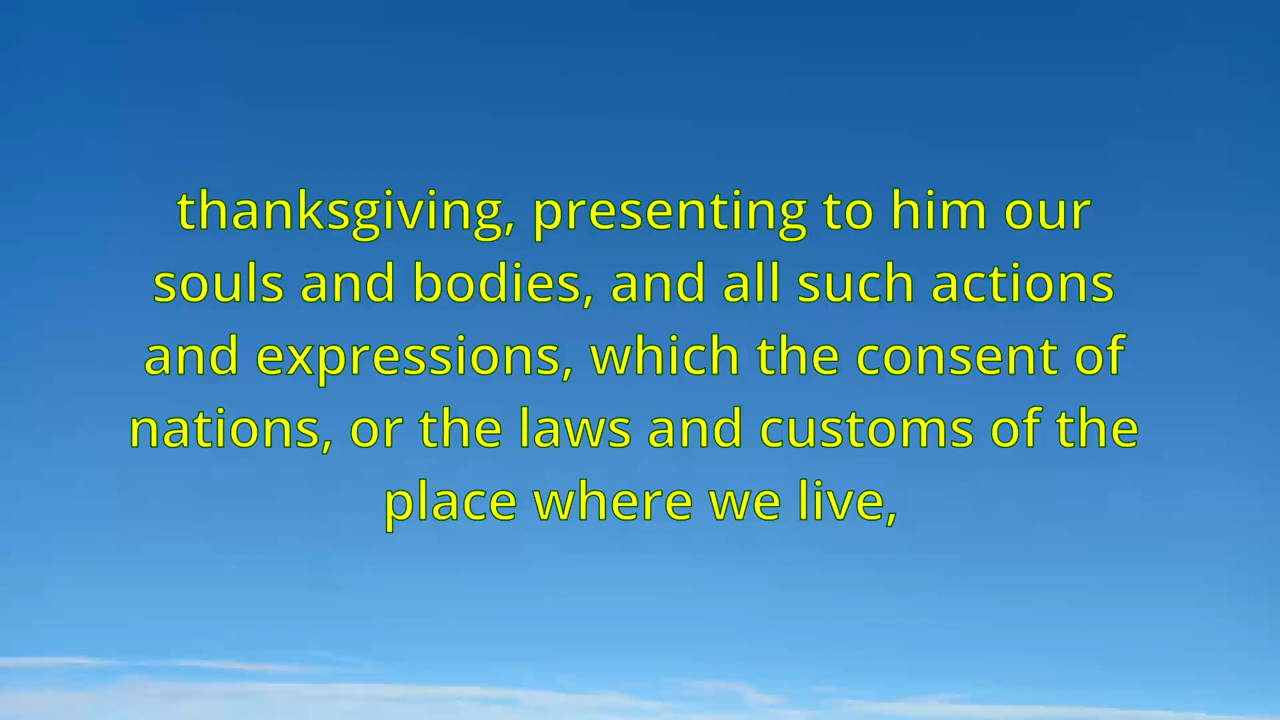 thanksgiving, presenting to him our
souls and bodies, and all such actions
and expressions, which the consent of
nations, or the laws and customs of the
place where we live,